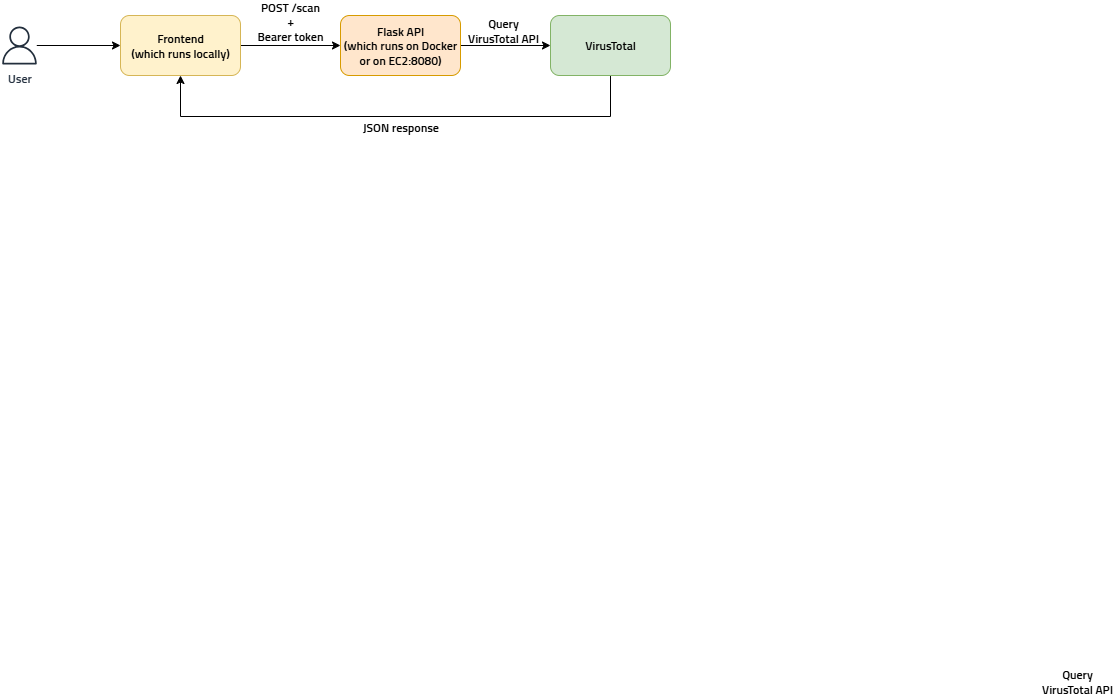 POST /scan
+
Bearer token
Query
VirusTotal API
Frontend
(which runs locally)
Flask API
(which runs on Docker
or on EC2:8080)
VirusTotal
User
JSON response
Query
VirusTotal API